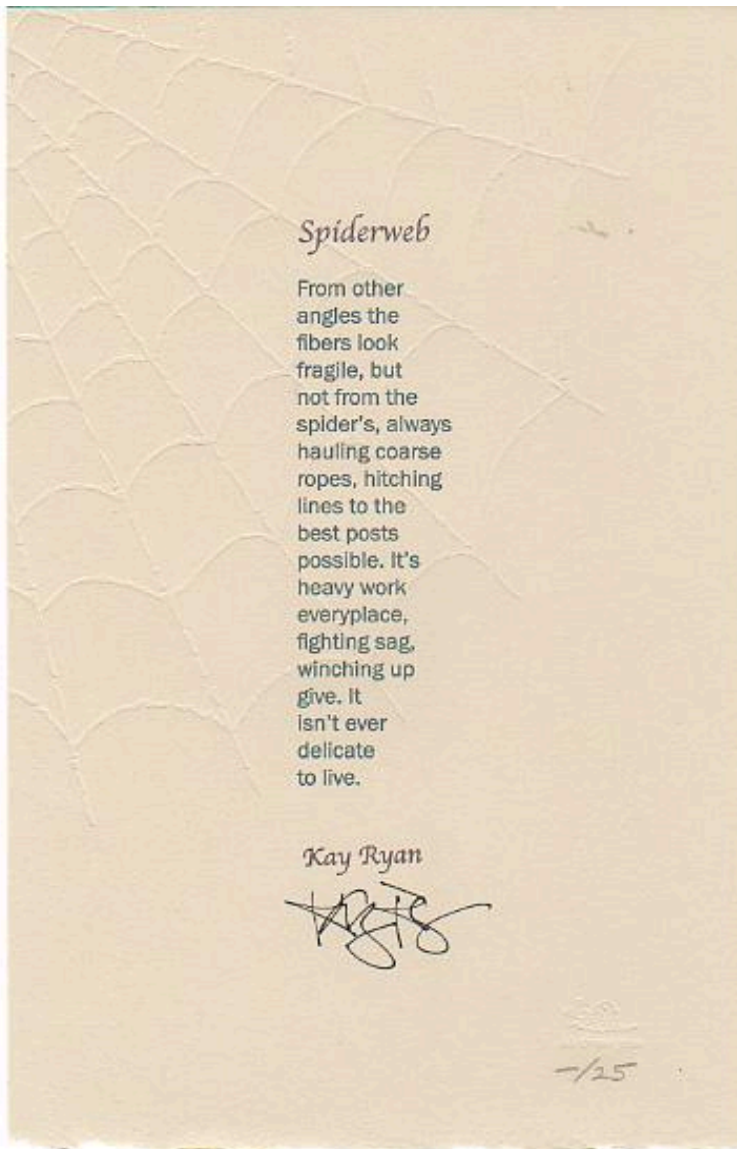 Spiderweb
From other
angles the
fibers look
fragile, but
not from the
spider's, always
hauling coarse
ropes, hitching
lines to the
best posts
possible. It's
heavy work
everyplace,
fighting sag,
winching up
give. It
isn't ever
delicate
to live.
Kay Ryan
-/25